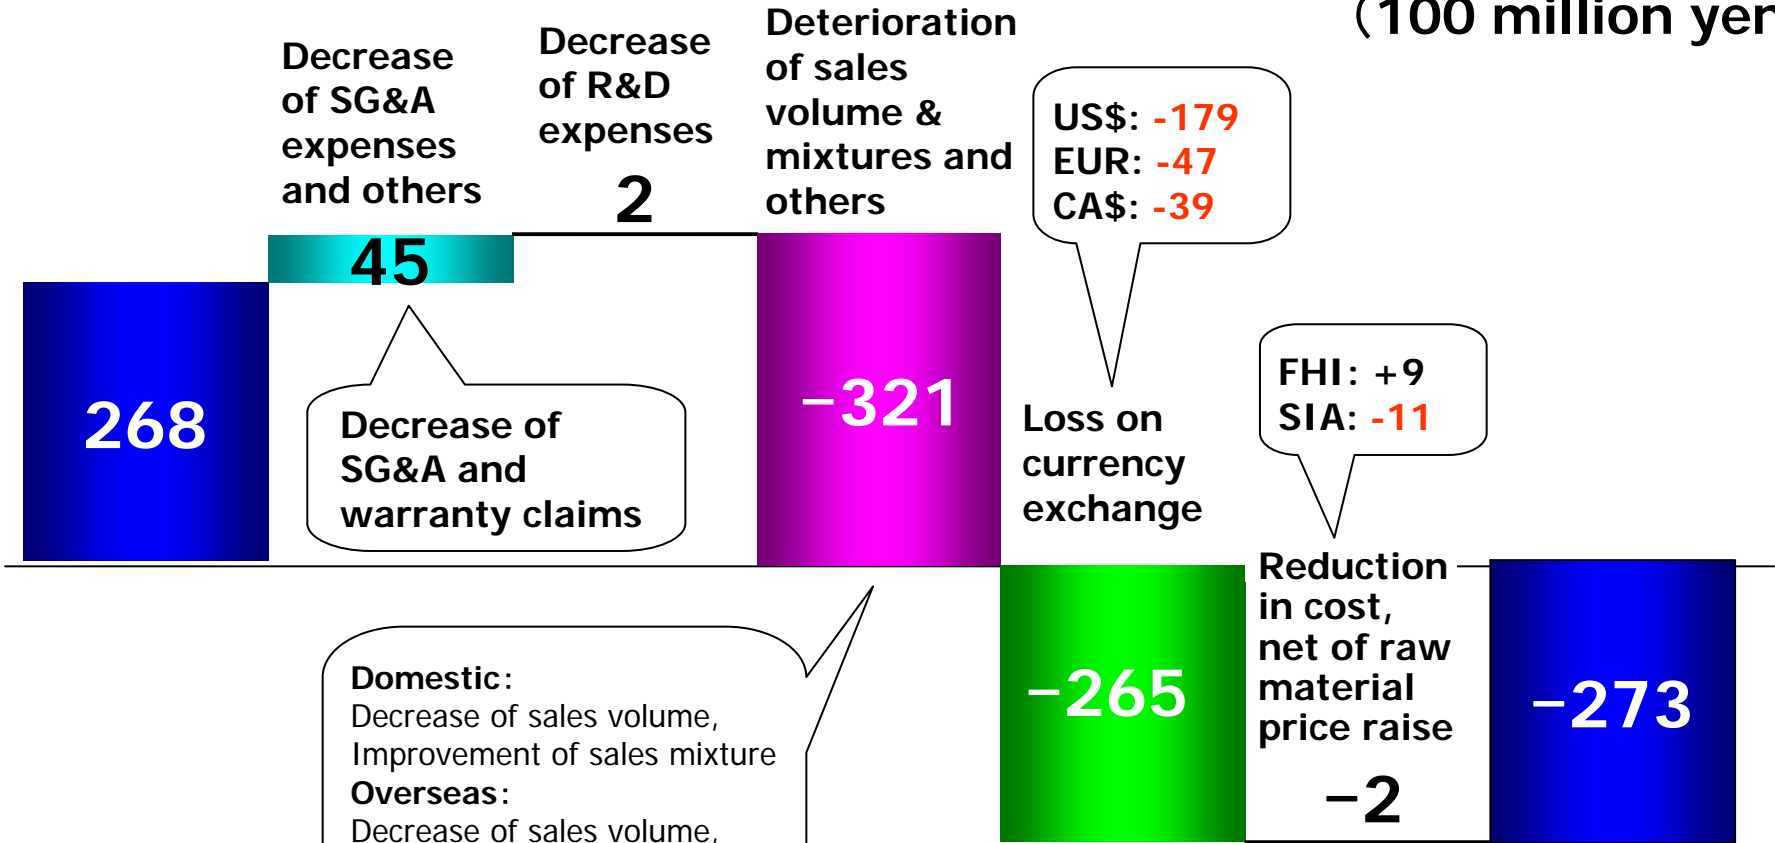 (100 million yen
Decrease
of SG&A
expenses
and others
45
Decrease
of R&D
expenses
2
Deterioration
of sales
volume &
mixtures and
others
US$: -179
EUR: -47
CA$: -39
268
Decrease of
SG&A and
warranty claims
−321
Loss on
currency
exchange
FHI: +9
SIA: -11
Reduction
in cost,
net of raw
material
price raise
−2
−265
−273
Domestic:
Decrease of sales volume,
Improvement of sales mixture
Overseas:
Decrease of sales volume,